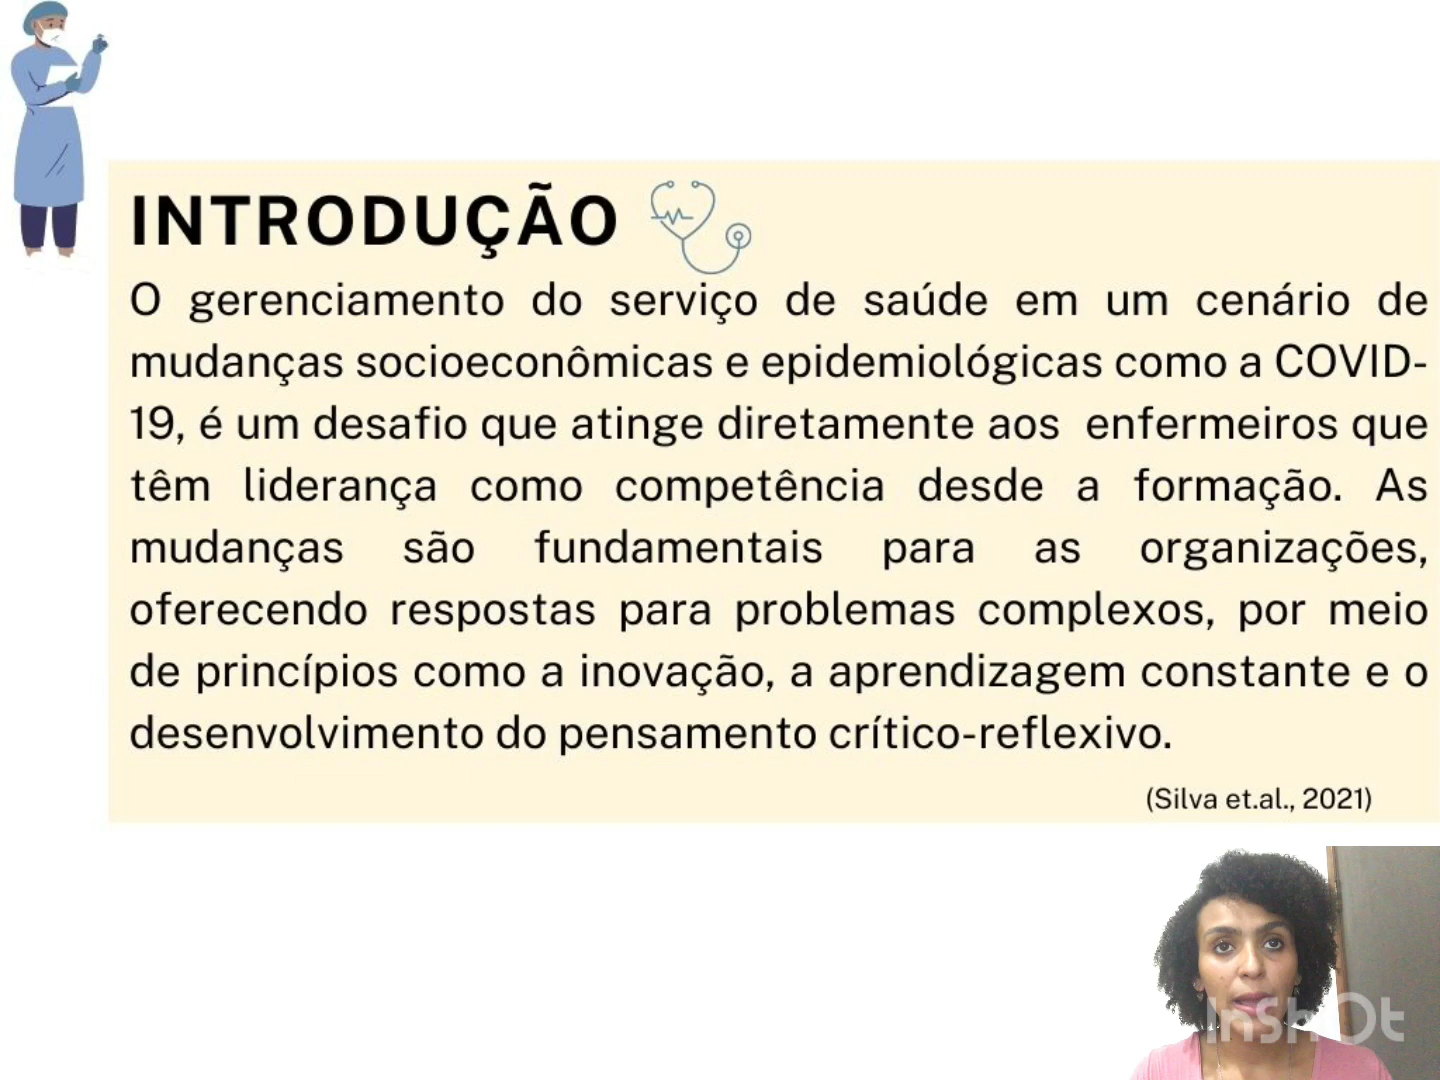 INTRODUÇÃO
O gerenciamento do serviço de saúde em um cenário de
mudanças socioeconômicas e epidemiológicas como a COVID-
19, é um desafio que atinge diretamente aos enfermeiros que
têm liderança como competência desde a formação. As
mudanças são fundamentais para as organizações,
oferecendo respostas para problemas complexos, por meio
de princípios como a inovação, a aprendizagem constante e o
desenvolvimento do pensamento crítico-reflexivo.
(Silva et.al., 2021)
InShOt